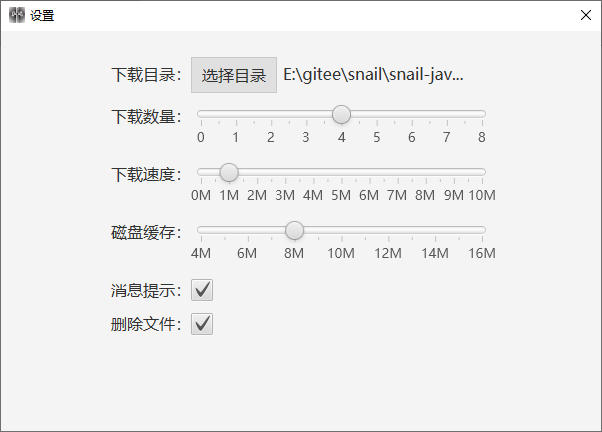 设置
下载目录： 选择目录 E:\gitee\snail\snail-jav...
下载数量：
0 1 2 3 4 5 6 7 8
下载速度：
0M 1M 2M 3M 4M 5M 6M 7M 8M 9M 10M
磁盘缓存：
4M 6M 8M 10M 12M 14M 16M
消息提示：
删除文件：